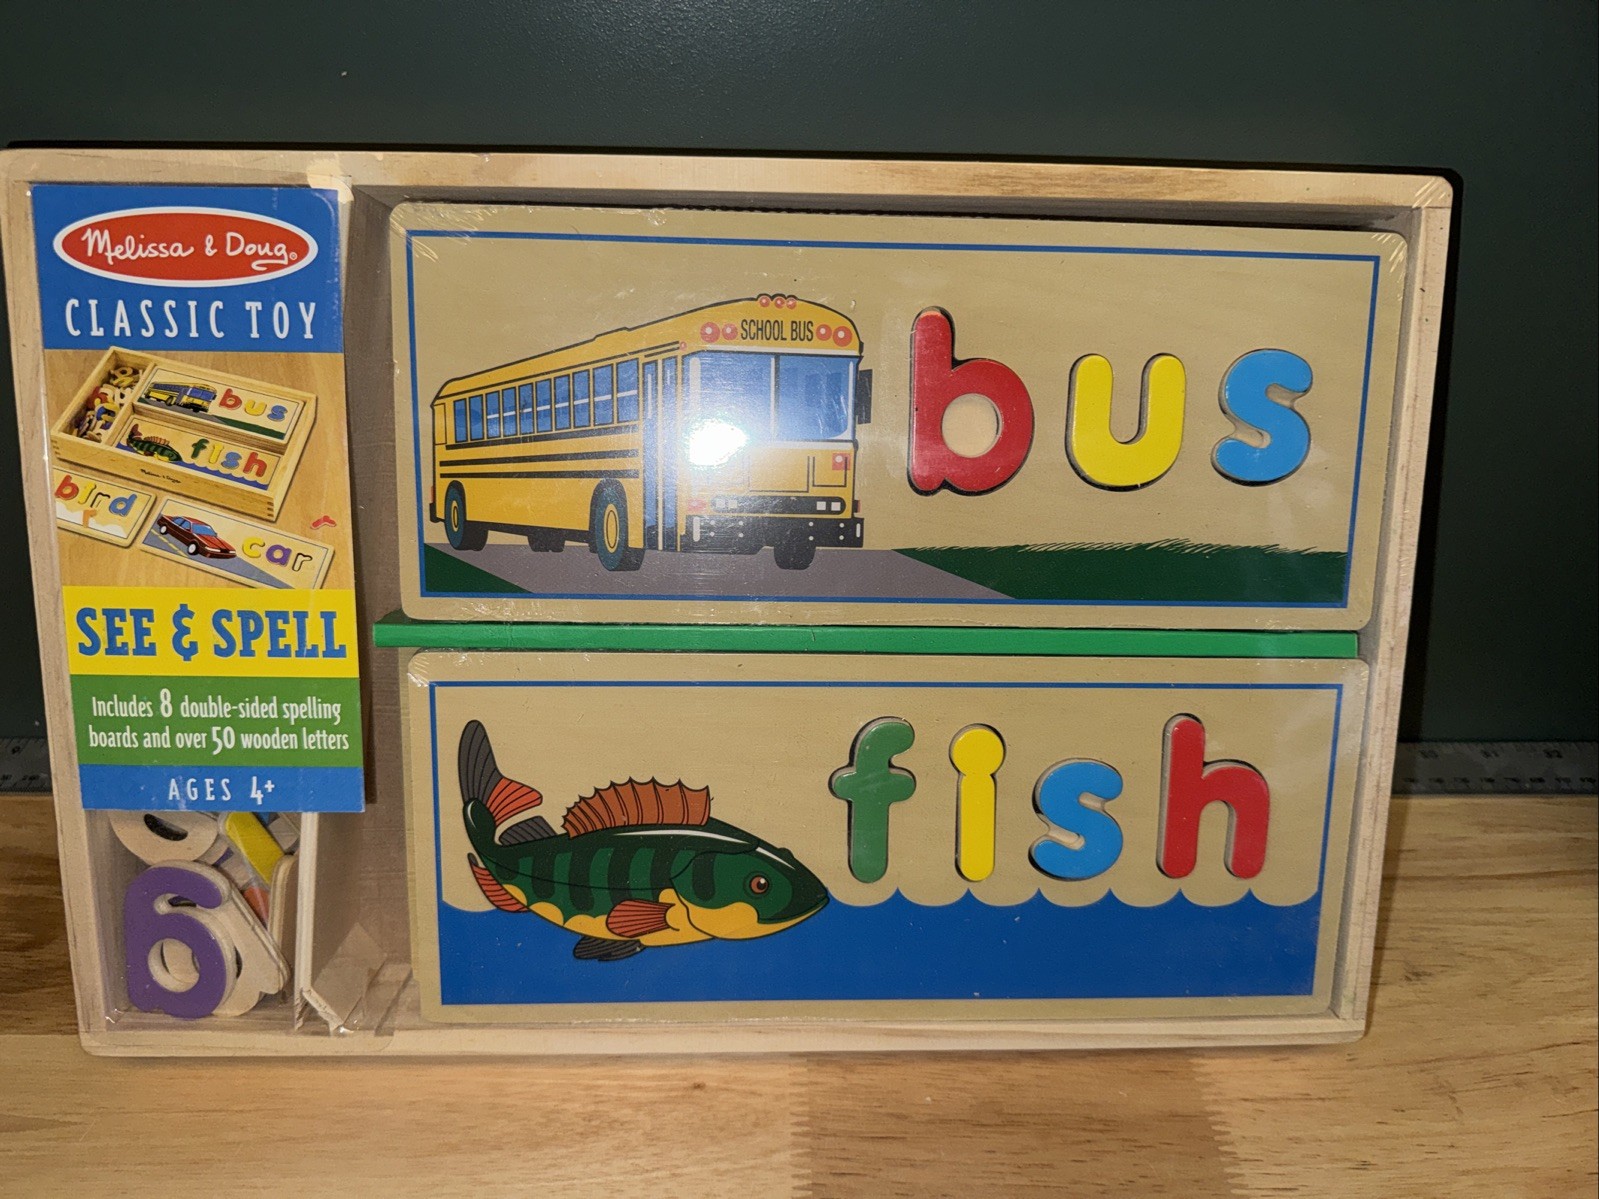 Melissa & Doug®
CLASSIC TOY
bus
fish
bird
car
SEE & SPELL
Includes 8 double-sided spelling
boards and over 50 wooden letters
AGES 4+
SCHOOL BUS
bus
fish
a